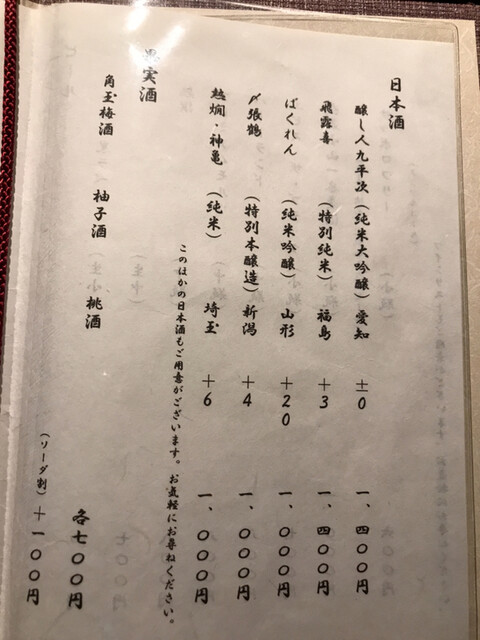 日本酒
醸し人九平次(純米大吟醸)愛知 ±0 一、四〇〇円
飛露喜 (特別純米) 福島 +3 一、四〇〇円
ばくれん (純米吟醸) 山形 +20 一、〇〇〇円
〆張鶴 (特別本醸造) 新潟 +4 一、〇〇〇円
熱燗・神亀 (純米) 埼玉 +6 一、〇〇〇円
このほかの日本酒もご用意がございます。お気軽にお尋ねください。
果実酒
角玉梅酒 柚子酒 桃酒
各七〇〇円
(ソーダ割)+一〇〇円